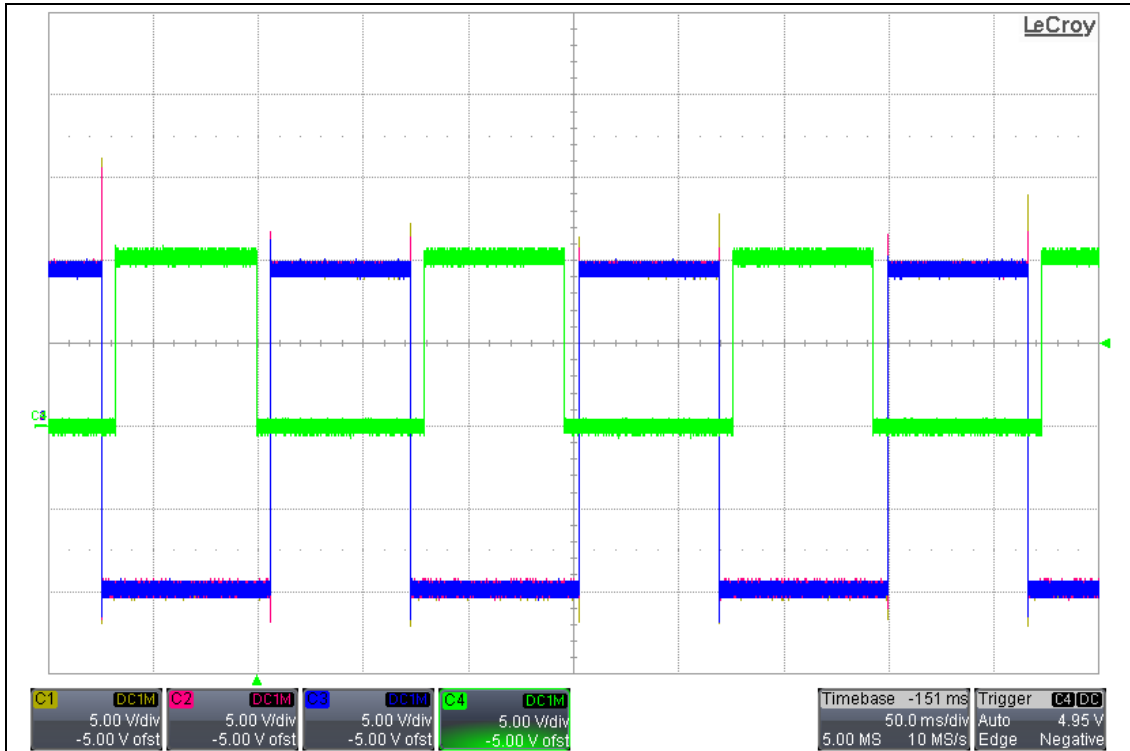 LeCroy
C1 DC1M
5.00 V/div
-5.00 V ofst
C2 DC1M
5.00 V/div
-5.00 V ofst
C3 DC1M
5.00 V/div
-5.00 V ofst
C4 DC1M
5.00 V/div
-5.00 V ofst
Timebase -151 ms
50.0 ms/div
5.00 MS 10 MS/s
Trigger C4 DC
Auto 4.95 V
Edge Negative